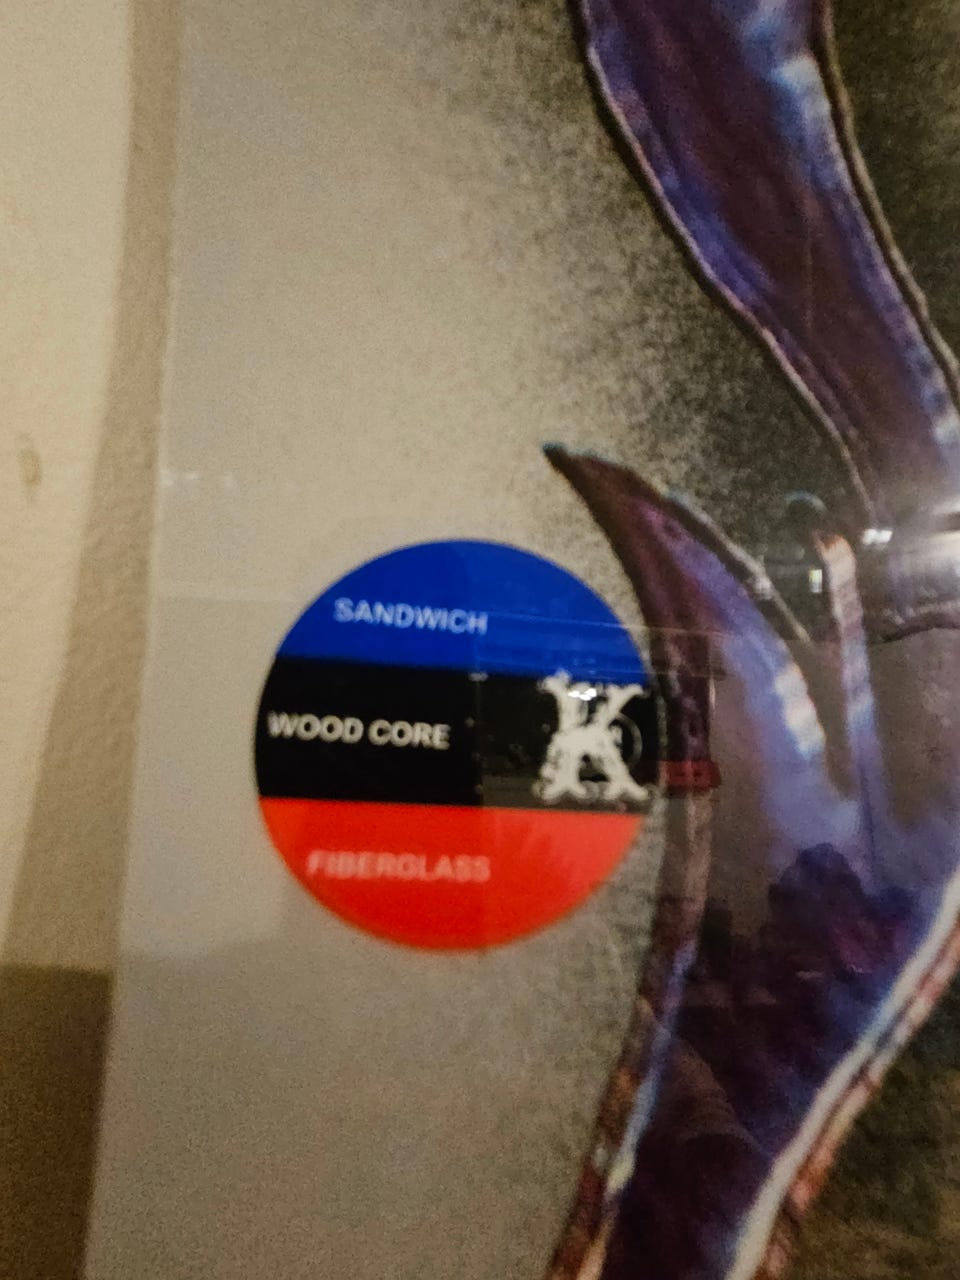 SANDWICH
WOOD CORE
K
FIBERGLASS